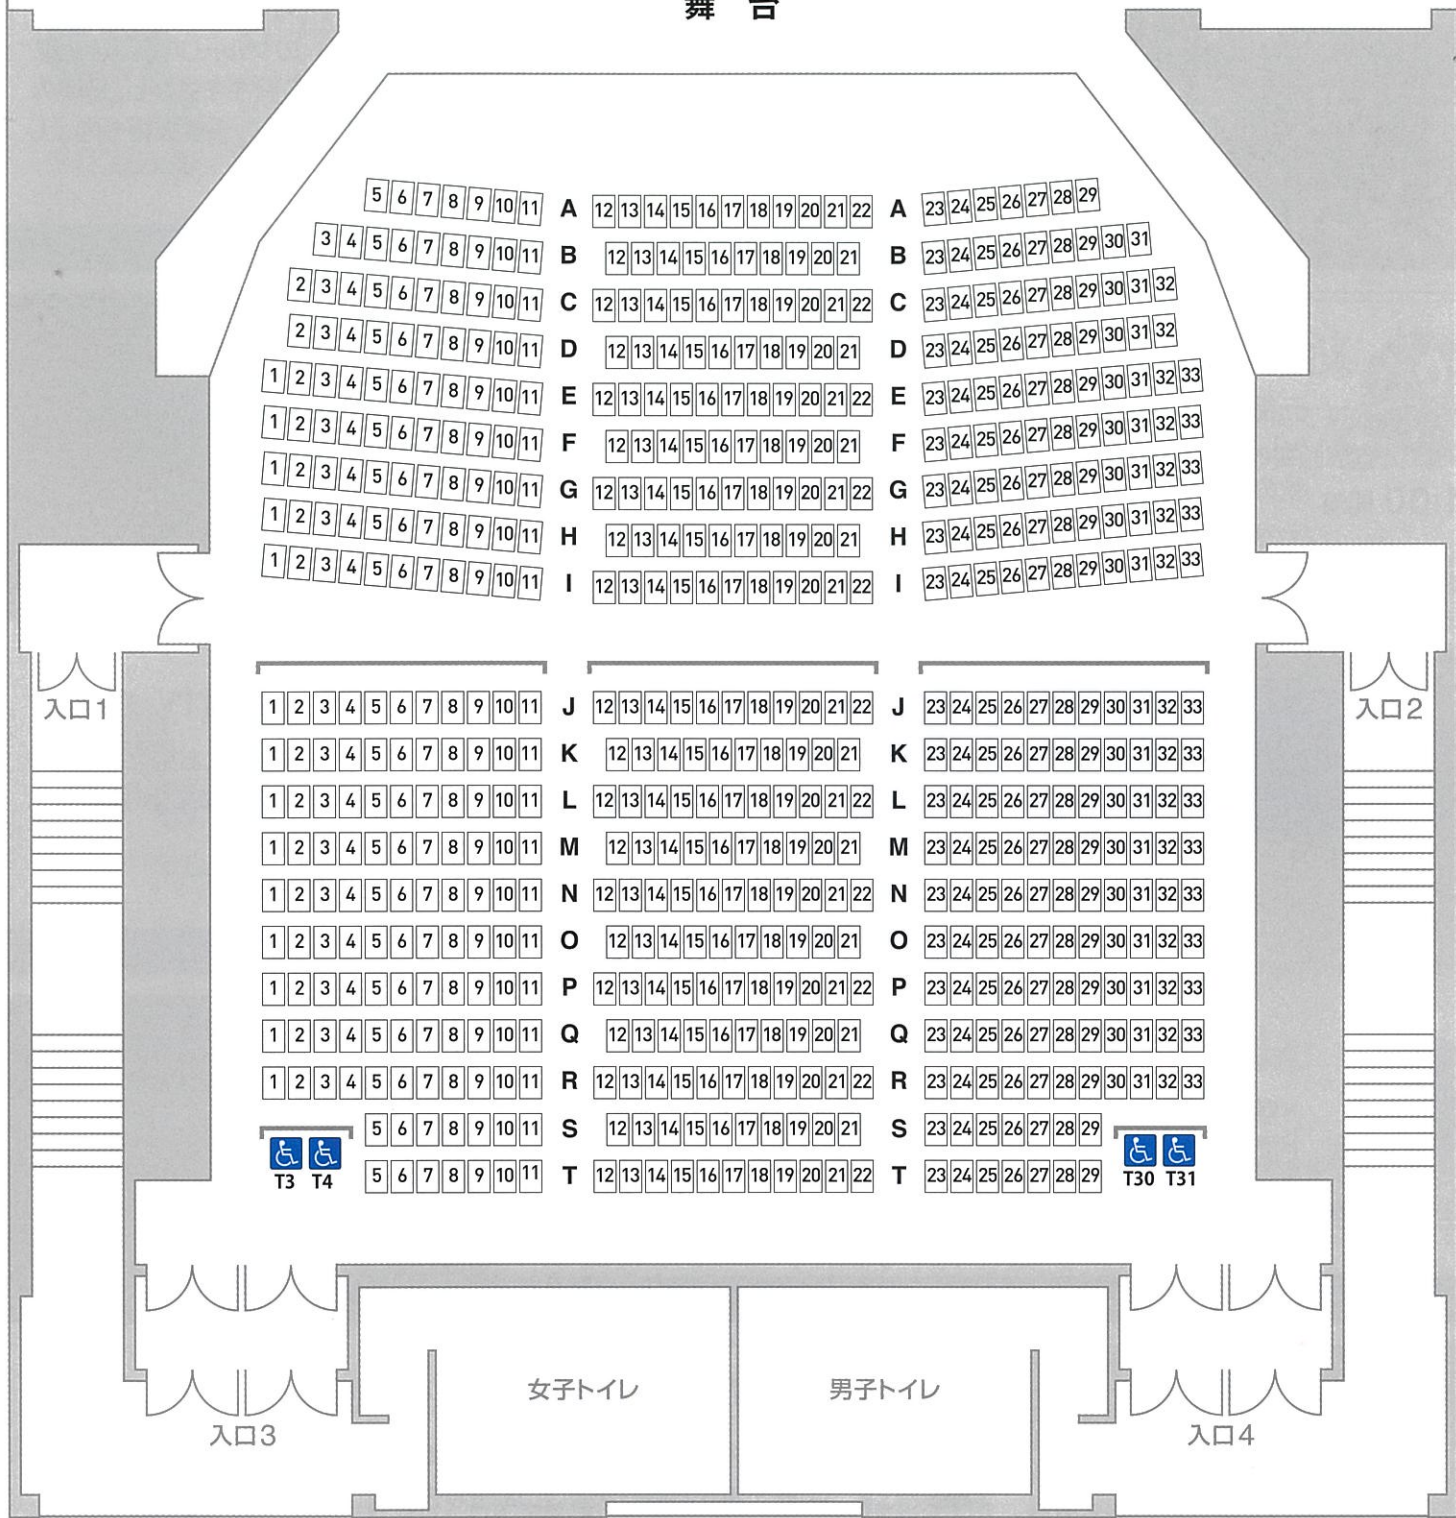 舞 台
5 6 7 8 9 10 11 A 12 13 14 15 16 17 18 19 20 21 22 A 23 24 25 26 27 28 29
3 4 5 6 7 8 9 10 11 B 12 13 14 15 16 17 18 19 20 21 B 23 24 25 26 27 28 29 30 31
2 3 4 5 6 7 8 9 10 11 C 12 13 14 15 16 17 18 19 20 21 22 C 23 24 25 26 27 28 29 30 31 32
2 3 4 5 6 7 8 9 10 11 D 12 13 14 15 16 17 18 19 20 21 D 23 24 25 26 27 28 29 30 31 32
1 2 3 4 5 6 7 8 9 10 11 E 12 13 14 15 16 17 18 19 20 21 22 E 23 24 25 26 27 28 29 30 31 32 33
1 2 3 4 5 6 7 8 9 10 11 F 12 13 14 15 16 17 18 19 20 21 F 23 24 25 26 27 28 29 30 31 32 33
1 2 3 4 5 6 7 8 9 10 11 G 12 13 14 15 16 17 18 19 20 21 22 G 23 24 25 26 27 28 29 30 31 32 33
1 2 3 4 5 6 7 8 9 10 11 H 12 13 14 15 16 17 18 19 20 21 H 23 24 25 26 27 28 29 30 31 32 33
1 2 3 4 5 6 7 8 9 10 11 I 12 13 14 15 16 17 18 19 20 21 22 I 23 24 25 26 27 28 29 30 31 32 33
入口1
1 2 3 4 5 6 7 8 9 10 11 J 12 13 14 15 16 17 18 19 20 21 22 J 23 24 25 26 27 28 29 30 31 32 33
入口2
1 2 3 4 5 6 7 8 9 10 11 K 12 13 14 15 16 17 18 19 20 21 K 23 24 25 26 27 28 29 30 31 32 33
1 2 3 4 5 6 7 8 9 10 11 L 12 13 14 15 16 17 18 19 20 21 22 L 23 24 25 26 27 28 29 30 31 32 33
1 2 3 4 5 6 7 8 9 10 11 M 12 13 14 15 16 17 18 19 20 21 M 23 24 25 26 27 28 29 30 31 32 33
1 2 3 4 5 6 7 8 9 10 11 N 12 13 14 15 16 17 18 19 20 21 22 N 23 24 25 26 27 28 29 30 31 32 33
1 2 3 4 5 6 7 8 9 10 11 O 12 13 14 15 16 17 18 19 20 21 O 23 24 25 26 27 28 29 30 31 32 33
1 2 3 4 5 6 7 8 9 10 11 P 12 13 14 15 16 17 18 19 20 21 22 P 23 24 25 26 27 28 29 30 31 32 33
1 2 3 4 5 6 7 8 9 10 11 Q 12 13 14 15 16 17 18 19 20 21 Q 23 24 25 26 27 28 29 30 31 32 33
1 2 3 4 5 6 7 8 9 10 11 R 12 13 14 15 16 17 18 19 20 21 22 R 23 24 25 26 27 28 29 30 31 32 33
5 6 7 8 9 10 11 S 12 13 14 15 16 17 18 19 20 21 S 23 24 25 26 27 28 29
T3 T4 5 6 7 8 9 10 11 T 12 13 14 15 16 17 18 19 20 21 22 T 23 24 25 26 27 28 29 T30 T31
女子トイレ 男子トイレ
入口3 入口4